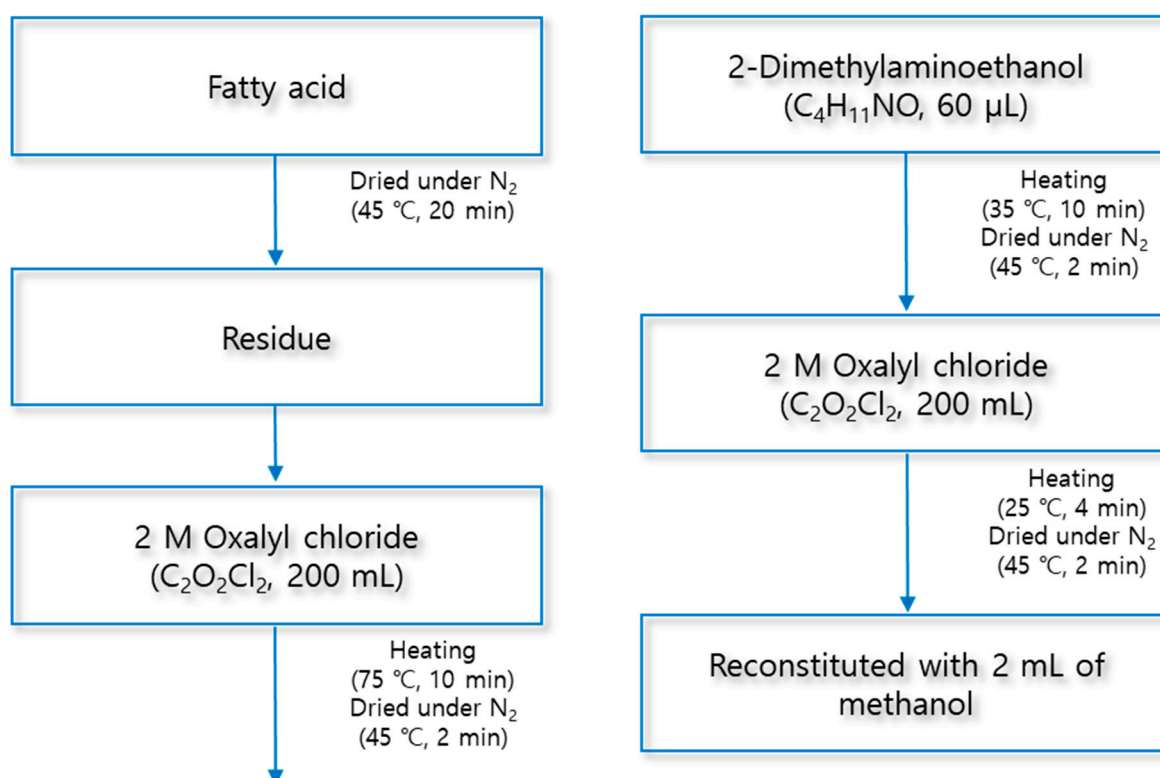 Fatty acid
Dried under N₂
(45 ℃, 20 min)
Residue
2 M Oxalyl chloride
(C₂O₂Cl₂, 200 mL)
Heating
(75 ℃, 10 min)
Dried under N₂
(45 ℃, 2 min)
2-Dimethylaminoethanol
(C₄H₁₁NO, 60 µL)
Heating
(35 ℃, 10 min)
Dried under N₂
(45 ℃, 2 min)
2 M Oxalyl chloride
(C₂O₂Cl₂, 200 mL)
Heating
(25 ℃, 4 min)
Dried under N₂
(45 ℃, 2 min)
Reconstituted with 2 mL of
methanol